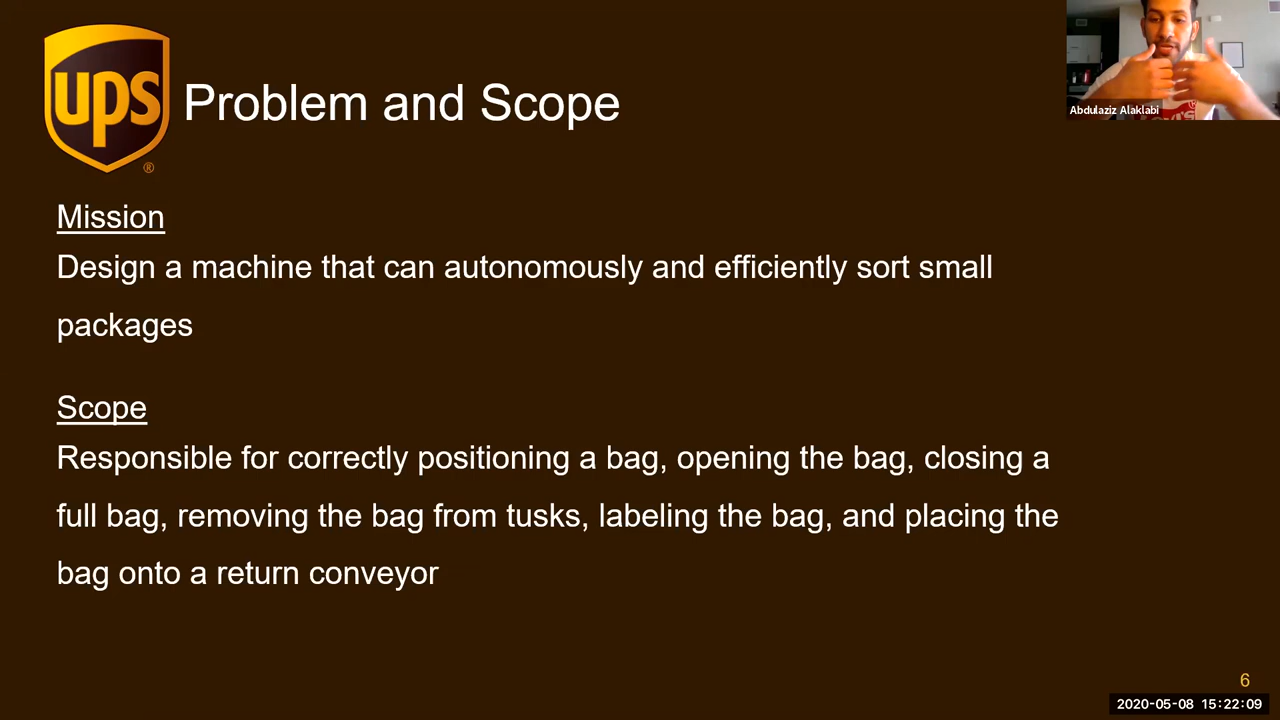 ups
®
Problem and Scope
Abdulaziz Alaklabi
Mission
Design a machine that can autonomously and efficiently sort small
packages
Scope
Responsible for correctly positioning a bag, opening the bag, closing a
full bag, removing the bag from tusks, labeling the bag, and placing the
bag onto a return conveyor
6
2020-05-08 15:22:09